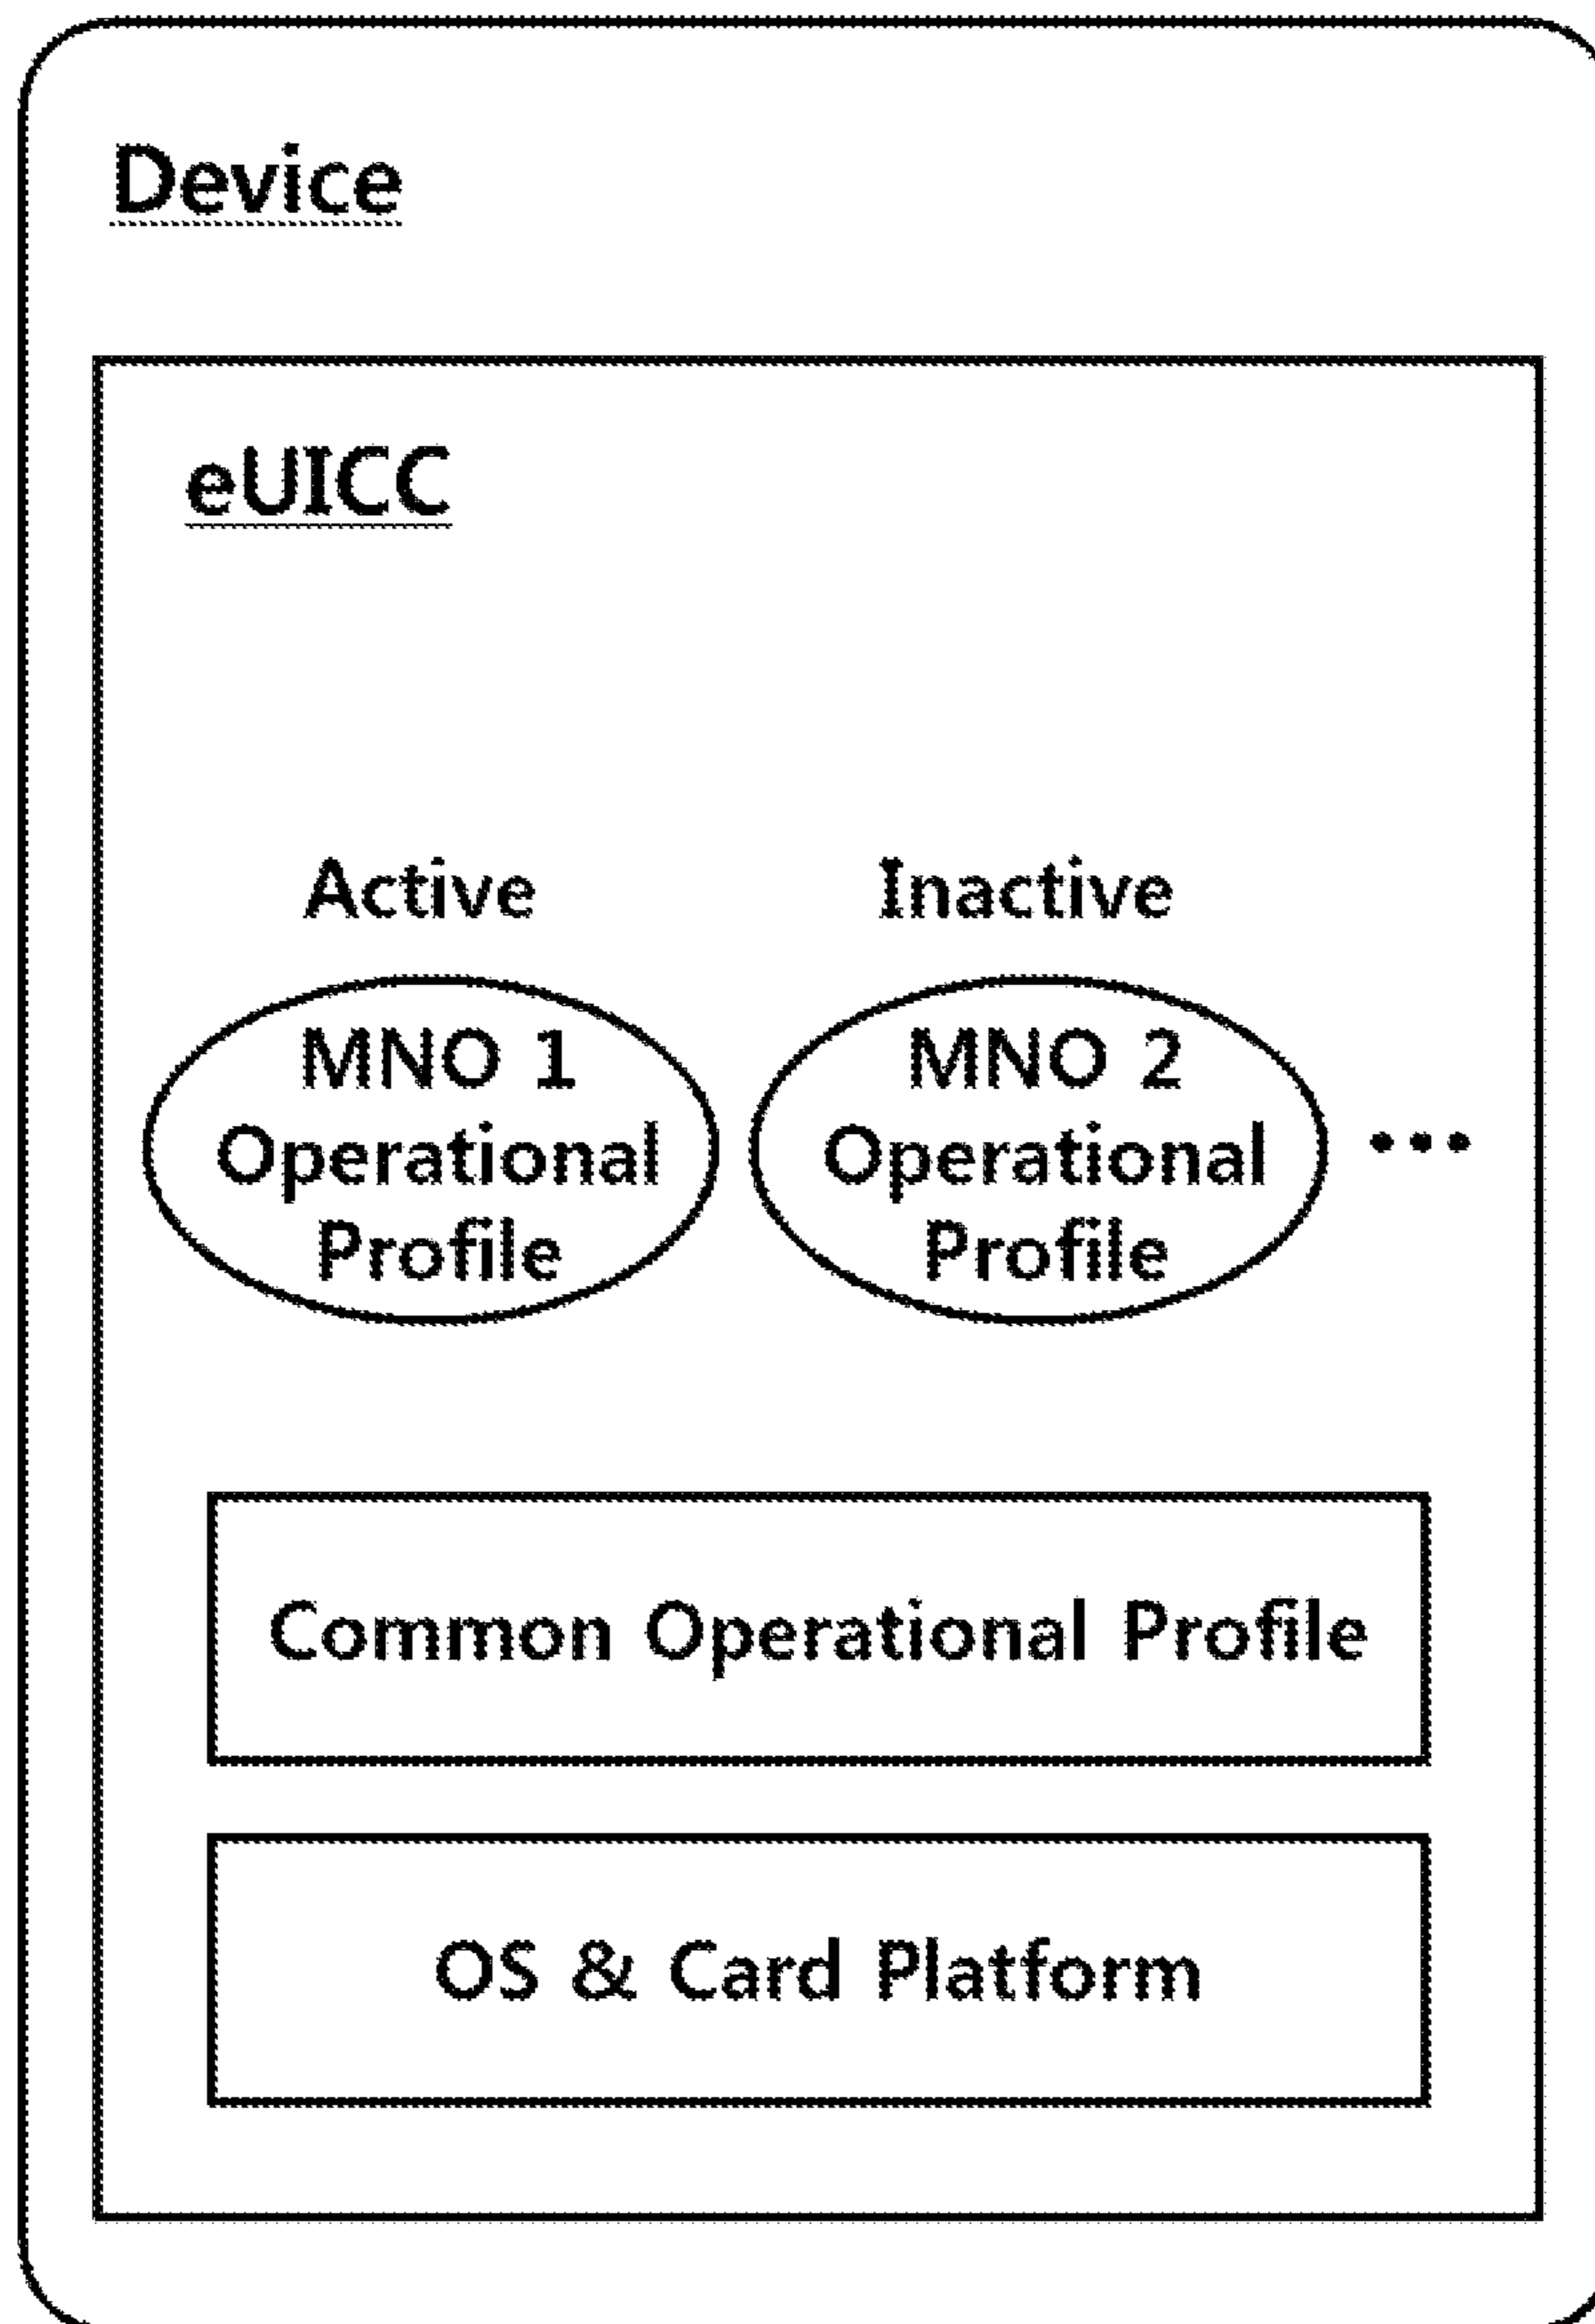 Device
eUICC
Active Inactive
MNO 1
Operational
Profile
MNO 2
Operational
Profile
•••
Common Operational Profile
OS & Card Platform